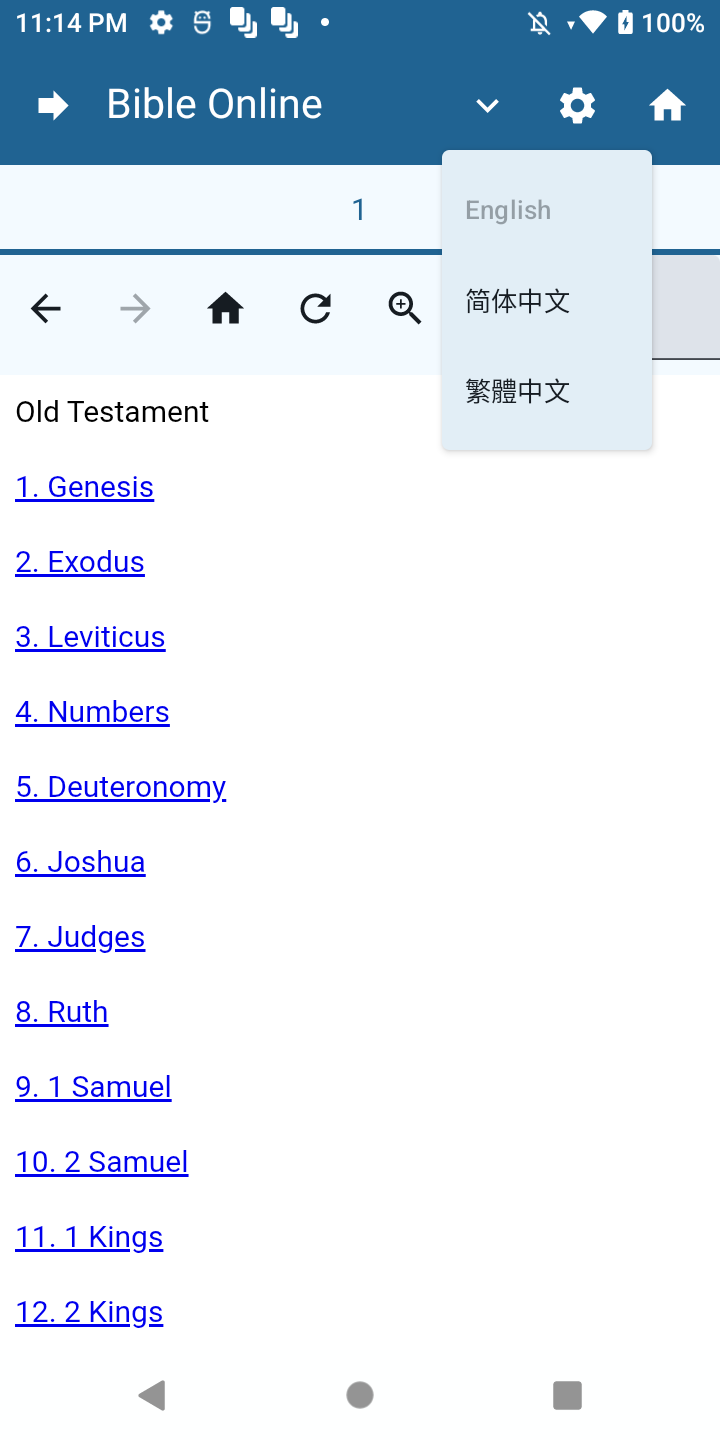 11:14 PM
100%
Bible Online
1
English
简体中文
繁體中文
Old Testament
1. Genesis
2. Exodus
3. Leviticus
4. Numbers
5. Deuteronomy
6. Joshua
7. Judges
8. Ruth
9. 1 Samuel
10. 2 Samuel
11. 1 Kings
12. 2 Kings